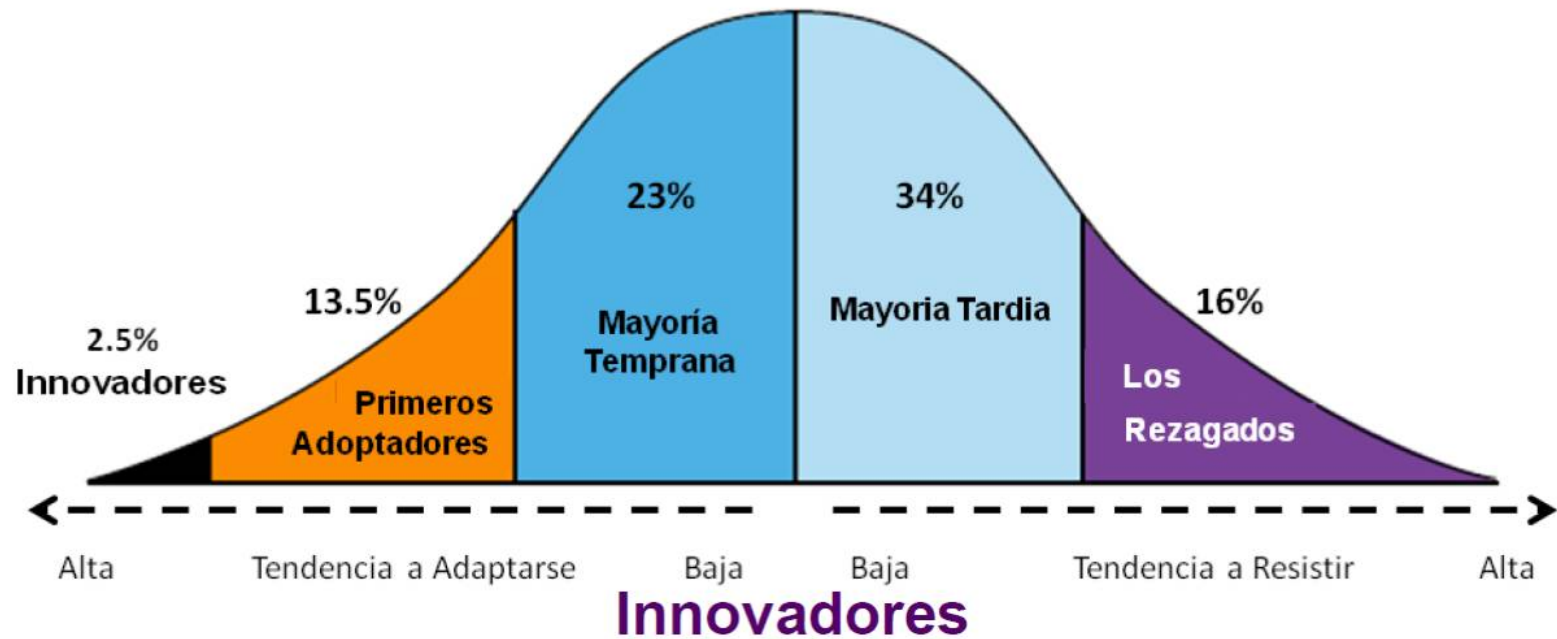 23%
34%
13.5%
16%
2.5%
Innovadores
Mayoría
Temprana
Mayoria Tardia
Primeros
Adoptadores
Los
Rezagados
Alta
Tendencia a Adaptarse
Baja
Baja
Tendencia a Resistir
Alta
Innovadores